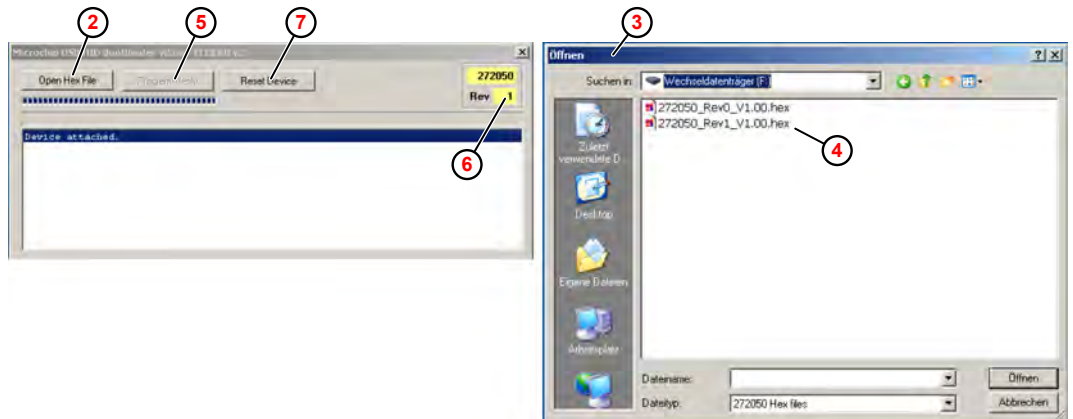 2
5
7
3
Open Hex File
Reset Device
272050
Rev 1
Device attached.
6
Öffnen
Suchen in:
Wechseldatenträger (F:)
272050_Rev0_V1.00.hex
272050_Rev1_V1.00.hex
4
Zuletzt
verwendete D...
Desktop
Eigene Dateien
Arbeitsplatz
Dateiname:
Öffnen
Dateityp:
272050 Hex files
Abbrechen